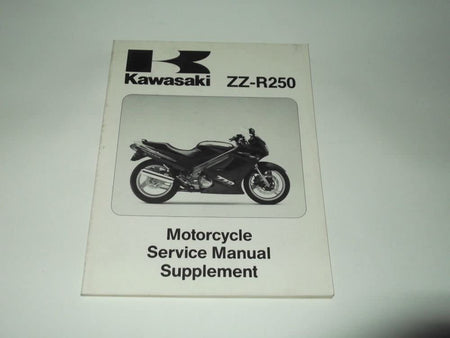 Kawasaki ZZ-R250
Motorcycle
Service Manual
Supplement